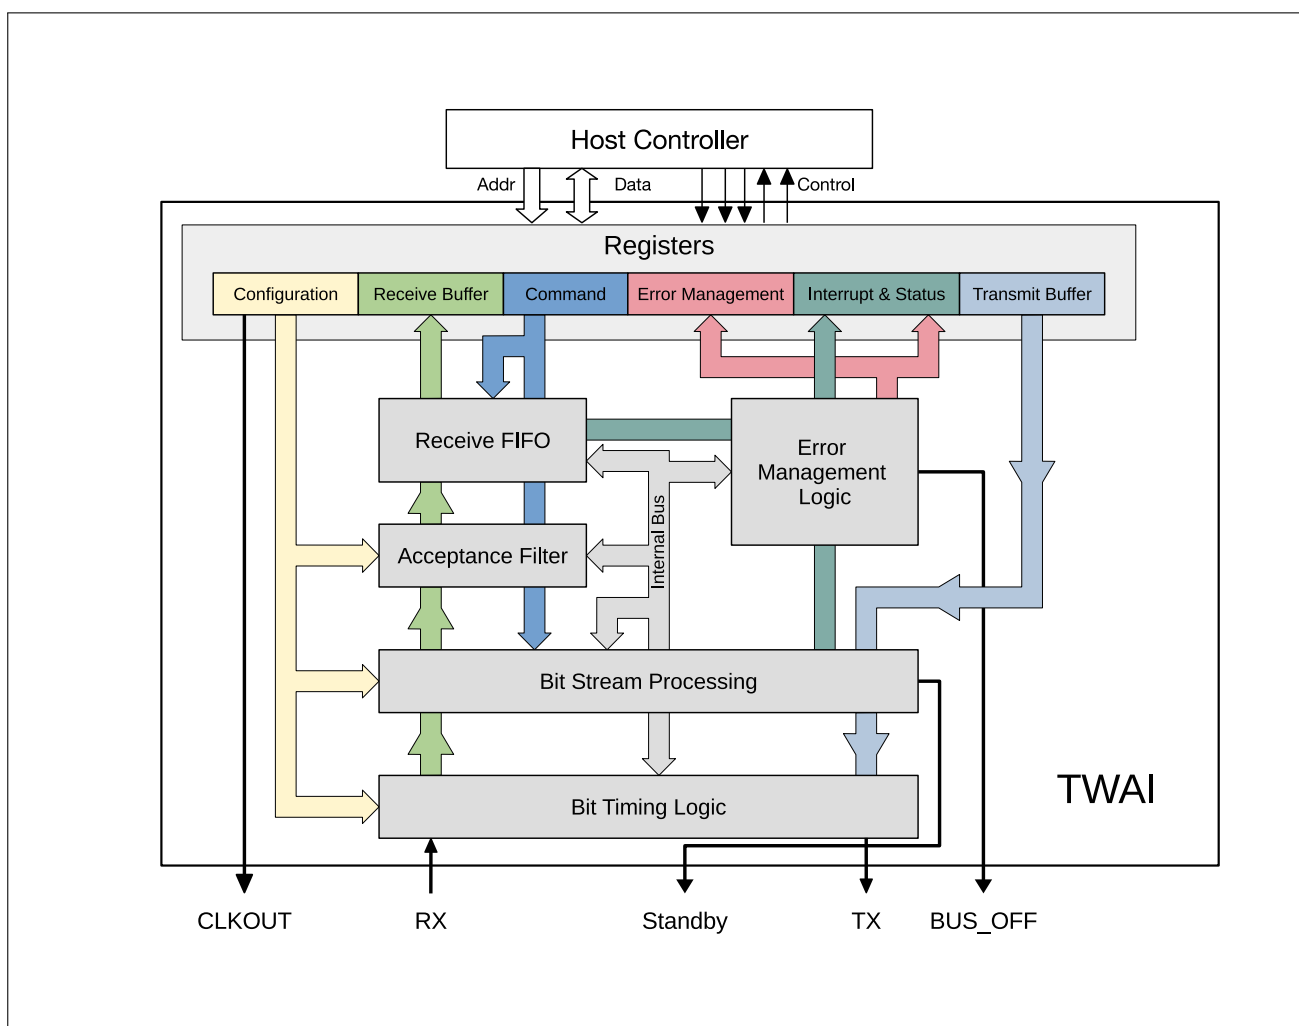 Host Controller
Addr
Data
Control
Registers
Configuration
Receive Buffer
Command
Error Management
Interrupt & Status
Transmit Buffer
Receive FIFO
Error
Management
Logic
Internal Bus
Acceptance Filter
Bit Stream Processing
Bit Timing Logic
TWAI
CLKOUT
RX
Standby
TX
BUS_OFF